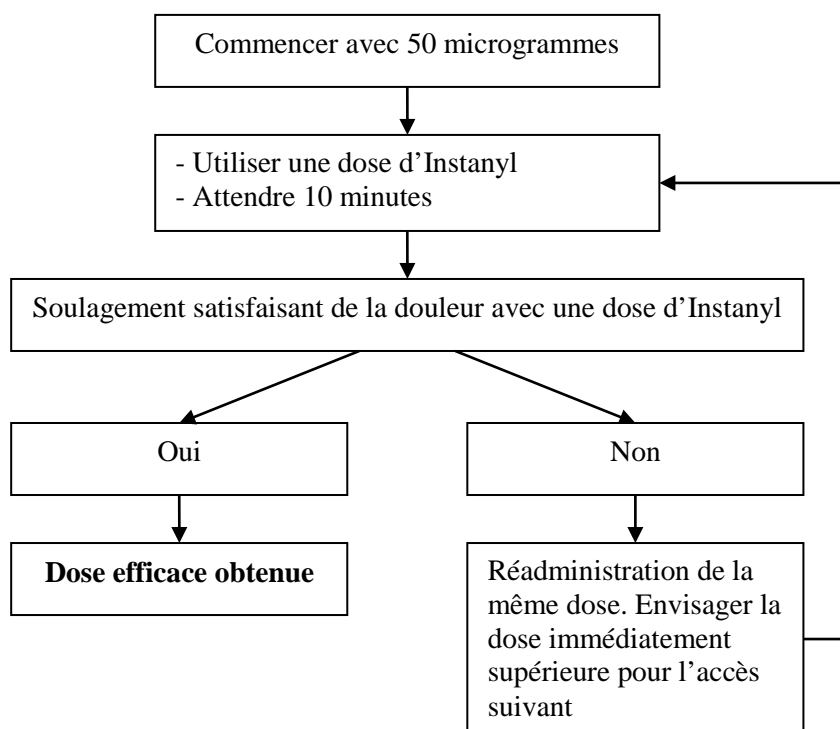 Commencer avec 50 microgrammes
- Utiliser une dose d’Instanyl
- Attendre 10 minutes
Soulagement satisfaisant de la douleur avec une dose d’Instanyl
Oui
Non
Dose efficace obtenue
Réadministration de la
même dose. Envisager la
dose immédiatement
supérieure pour l’accès
suivant